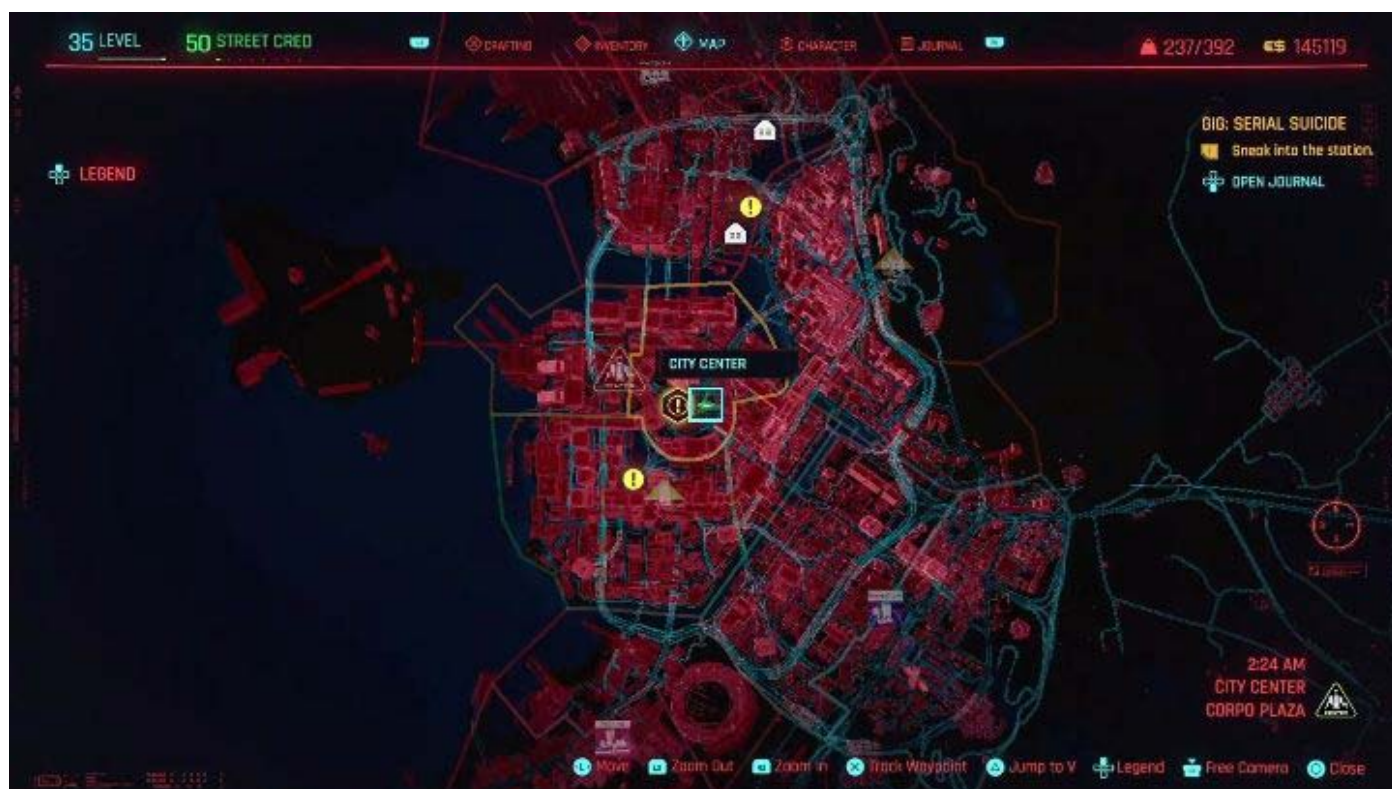 35 LEVEL
50 STREET CRED
CRAFTING
INVENTORY
MAP
CHARACTER
JOURNAL
237/392
€$ 145119
GIG: SERIAL SUICIDE
Sneak into the station.
OPEN JOURNAL
LEGEND
CITY CENTER
2:24 AM
CITY CENTER
CORPO PLAZA
L Move
L2 Zoom Out
R2 Zoom In
Track Waypoint
Jump to V
Legend
Free Camera
Close